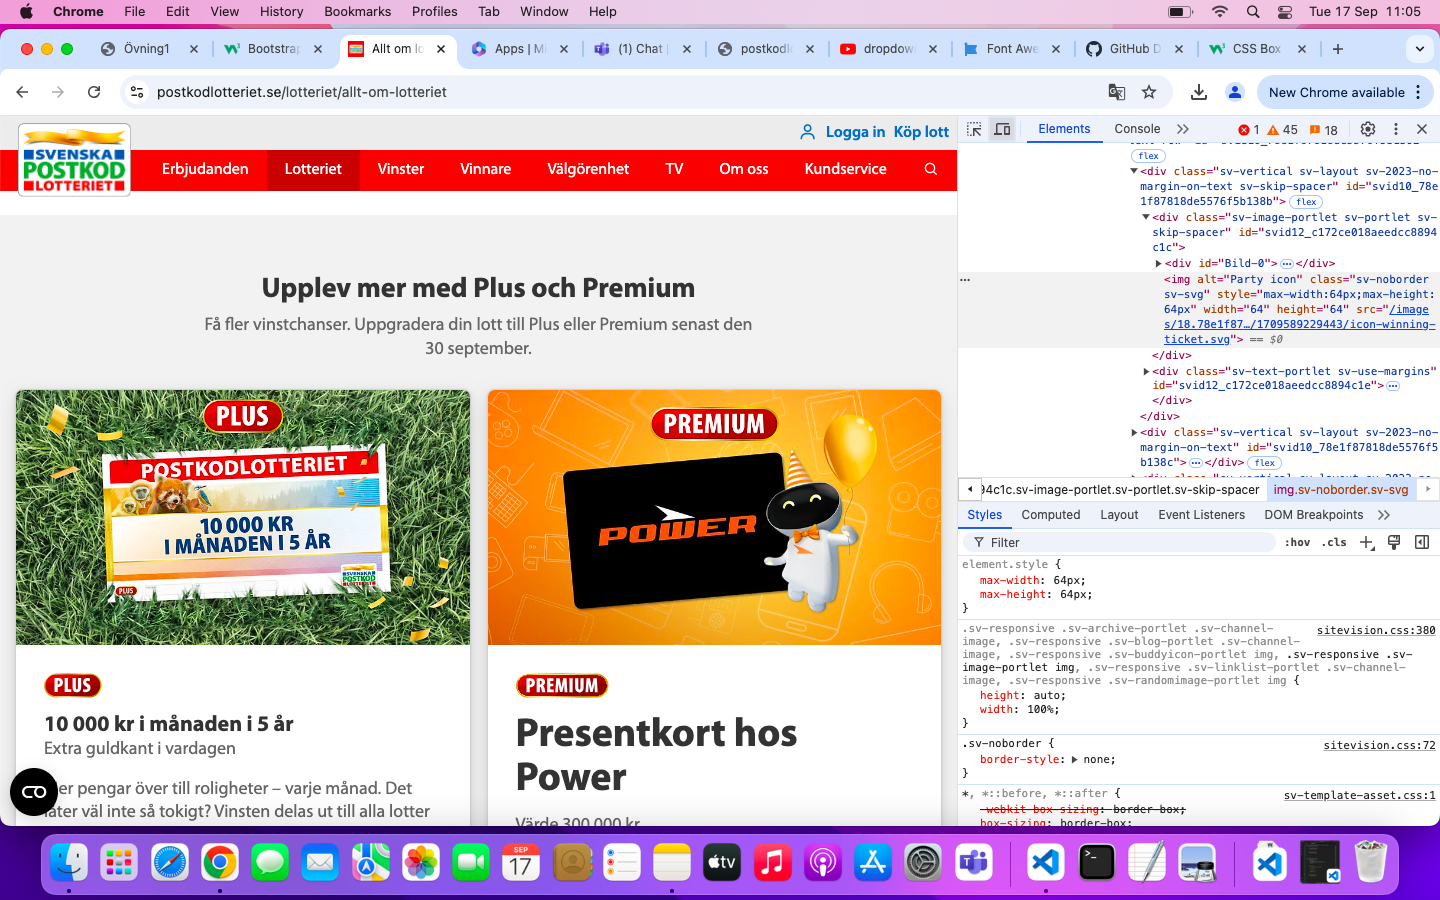 Chrome File Edit View History Bookmarks Profiles Tab Window Help Tue 17 Sep 11:05
Övning1 Bootstrap Allt om lo Apps | Mi (1) Chat | postkodlo dropdow Font Awe GitHub D CSS Box
postkodlotteriet.se/lotteriet/allt-om-lotteriet New Chrome available
Logga in Köp lott
SVENSKA
POSTKOD
LOTTERIET
Erbjudanden Lotteriet Vinster Vinnare Välgörenhet TV Om oss Kundservice
Upplev mer med Plus och Premium
Få fler vinstchanser. Uppgradera din lott till Plus eller Premium senast den
30 september.
PLUS
POSTKODLOTTERIET
10 000 KR
I MÅNADEN I 5 ÅR
SVENSKA
POSTKOD
LOTTERIET
PLUS
PREMIUM
POWER
PLUS
10 000 kr i månaden i 5 år
Extra guldkant i vardagen
er pengar över till roligheter – varje månad. Det
låter väl inte så tokigt? Vinsten delas ut till alla lotter
PREMIUM
Presentkort hos
Power
Värde 300 000 kr
Elements Console 1 45 18
flex
<div class="sv-vertical sv-layout sv-2023-no-
margin-on-text sv-skip-spacer" id="svid10_78e
1f87818de5576f5b138b"> flex
<div class="sv-image-portlet sv-portlet sv-
skip-spacer" id="svid12_c172ce018aeedcc8894
c1c">
<div id="Bild-0"> … </div>
… <img alt="Party icon" class="sv-noborder
sv-svg" style="max-width:64px;max-height:
64px" width="64" height="64" src="/image
s/18.78e1f87…/1709589229443/icon-winning-
ticket.svg"> == $0
</div>
<div class="sv-text-portlet sv-use-margins"
id="svid12_c172ce018aeedcc8894c1e"> …
</div>
</div>
<div class="sv-vertical sv-layout sv-2023-no-
margin-on-text" id="svid10_78e1f87818de5576f5
b138c"> … </div> flex
94c1c.sv-image-portlet.sv-portlet.sv-skip-spacer img.sv-noborder.sv-svg
Styles Computed Layout Event Listeners DOM Breakpoints
Filter :hov .cls
element.style {
max-width: 64px;
max-height: 64px;
}
.sv-responsive .sv-archive-portlet .sv-channel- sitevision.css:380
image, .sv-responsive .sv-blog-portlet .sv-channel-
image, .sv-responsive .sv-buddyicon-portlet img, .sv-responsive .sv-
image-portlet img, .sv-responsive .sv-linklist-portlet .sv-channel-
image, .sv-responsive .sv-randomimage-portlet img {
height: auto;
width: 100%;
}
.sv-noborder { sitevision.css:72
border-style: none;
}
*, *::before, *::after { sv-template-asset.css:1
-webkit-box-sizing: border-box;
box-sizing: border-box;
SEP
17
tv